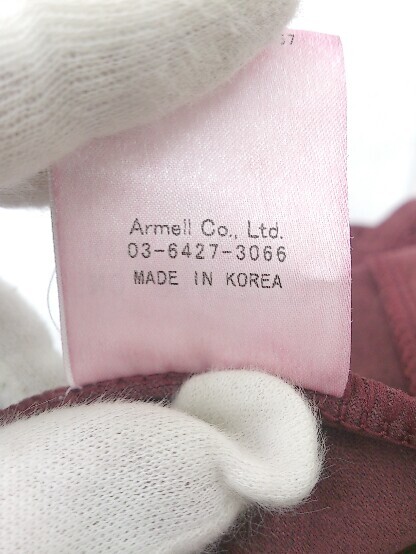 Armell Co., Ltd.
03-6427-3066
MADE IN KOREA